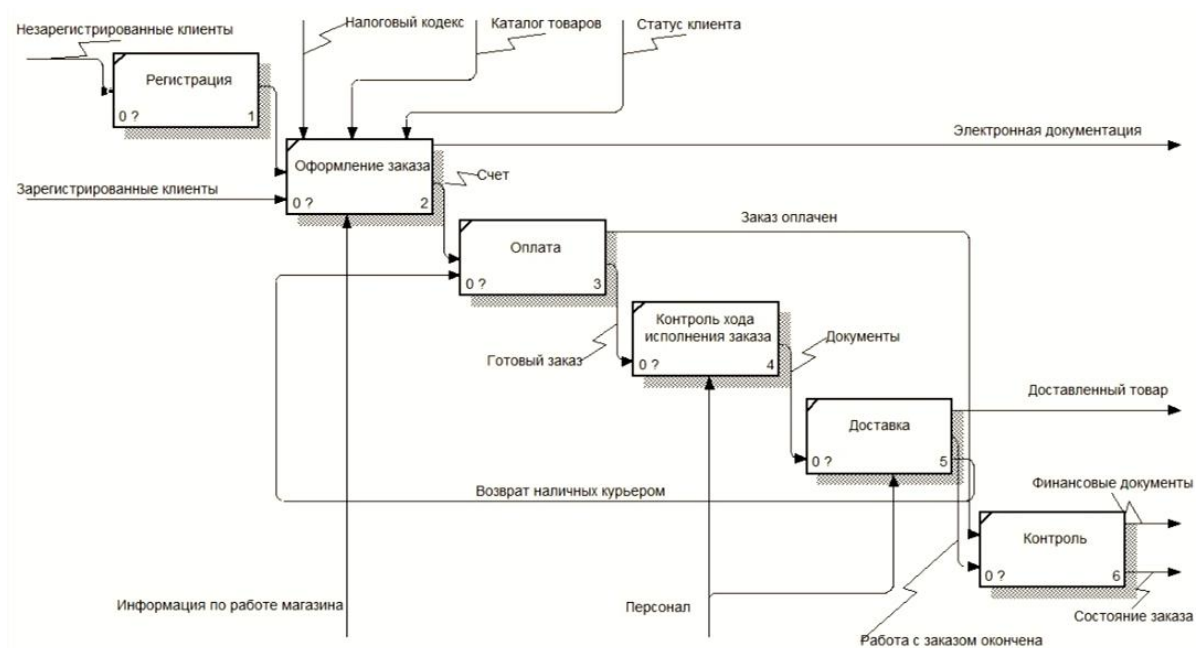 Незарегистрированные клиенты
Налоговый кодекс
Каталог товаров
Статус клиента
Регистрация
0 ?
1
Электронная документация
Оформление заказа
0 ?
2
Зарегистрированные клиенты
Счет
Заказ оплачен
Оплата
0 ?
3
Контроль хода
исполнения заказа
0 ?
4
Готовый заказ
Документы
Доставленный товар
Доставка
0 ?
5
Возврат наличных курьером
Финансовые документы
Контроль
0 ?
6
Информация по работе магазина
Персонал
Состояние заказа
Работа с заказом окончена